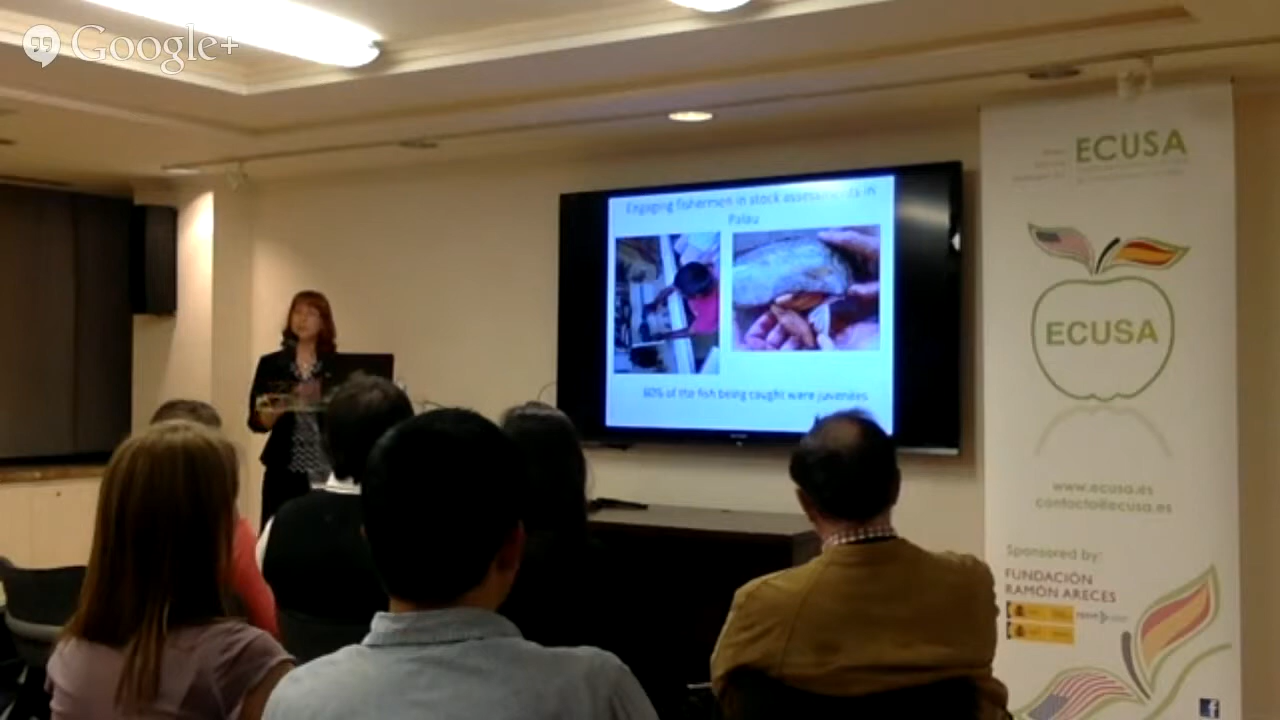 Google+
Engaging fishermen in stock assessments in
Palau
60% of the fish being caught were juveniles
ECUSA
ECUSA
www.ecusa.es
contacto@ecusa.es
Sponsored by:
FUNDACIÓN
RAMÓN ARECES
f